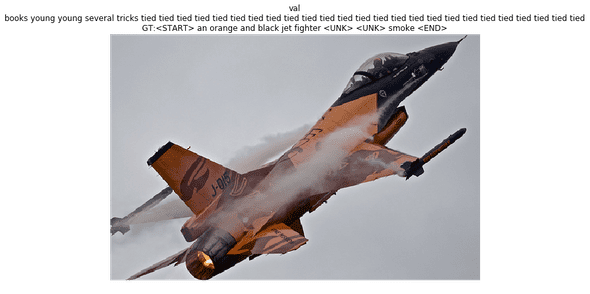 val
books young young several tricks tied tied tied tied tied tied tied tied tied tied tied tied tied tied tied tied tied tied tied tied tied tied tied tied tied
GT:<START> an orange and black jet fighter <UNK> <UNK> smoke <END>
J-015